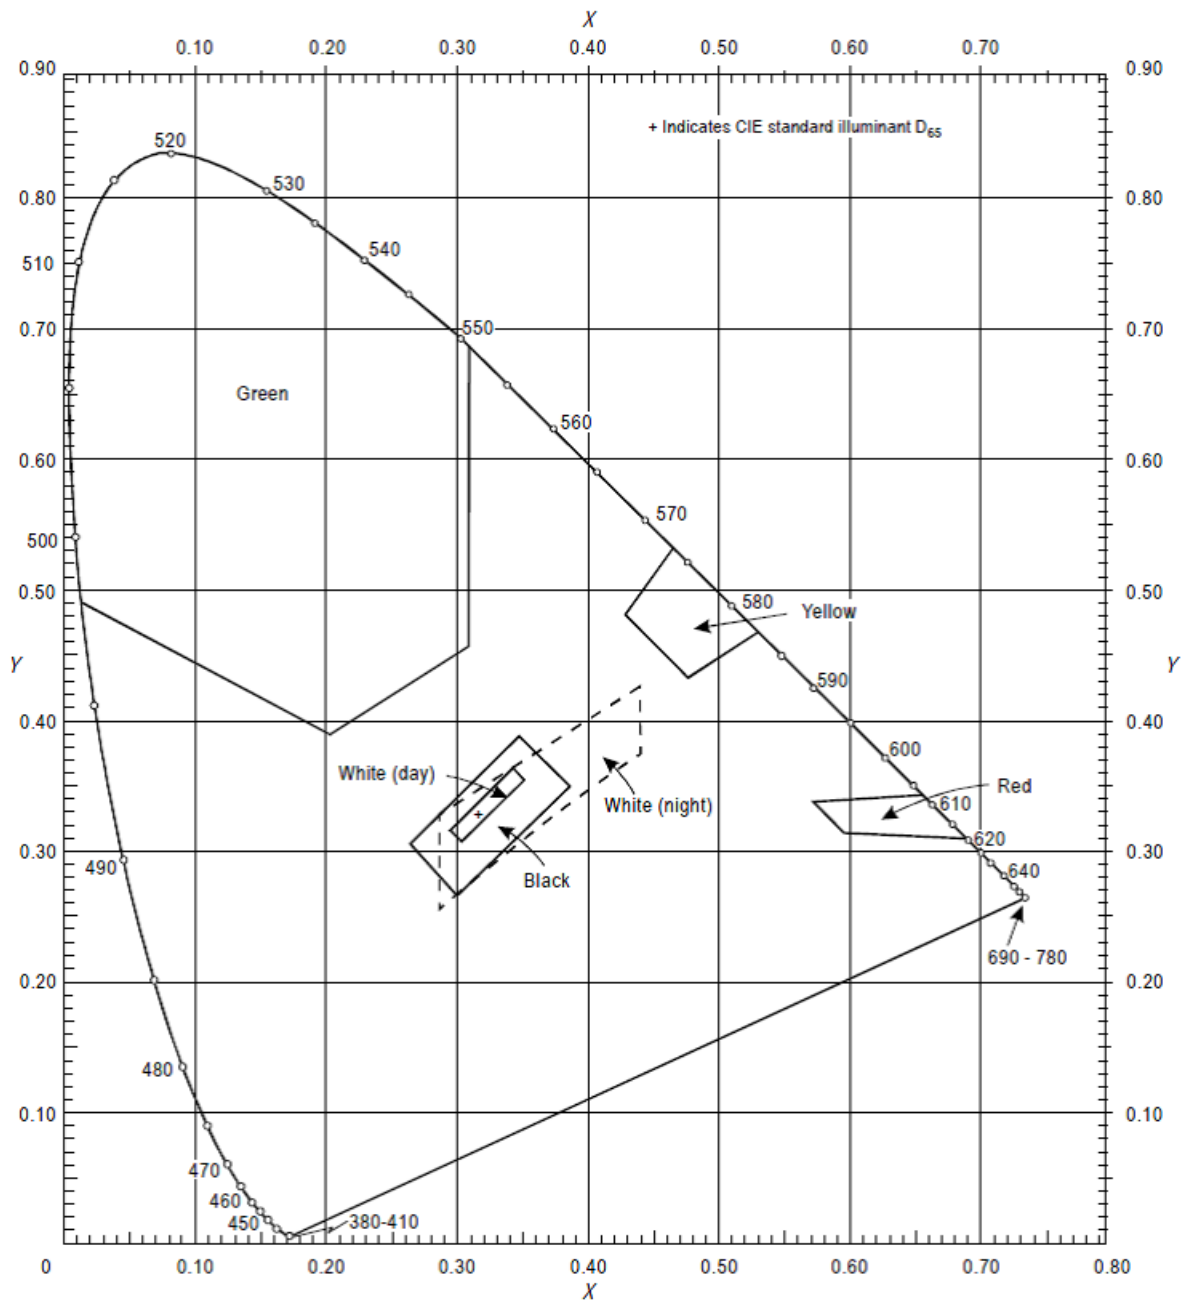 X
0.10 0.20 0.30 0.40 0.50 0.60 0.70
0.90 0.90
+ Indicates CIE standard illuminant D65
520
530
0.80 0.80
540
510
550
0.70 0.70
Green
560
0.60 0.60
570
500
0.50 580 0.50
Yellow
Y Y
590
0.40 0.40
600
White (day)
Red
White (night)
610
620
0.30 0.30
490
640
Black
690 - 780
0.20 0.20
480
0.10 0.10
470
460
450 380-410
0 0.10 0.20 0.30 0.40 0.50 0.60 0.70 0.80
X